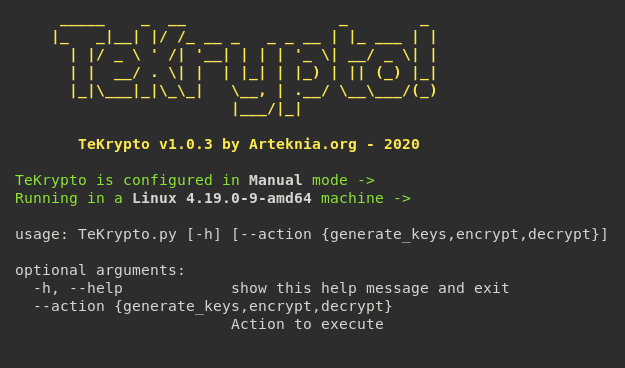 TeKrypto!
TeKrypto v1.0.3 by Arteknia.org - 2020
TeKrypto is configured in Manual mode ->
Running in a Linux 4.19.0-9-amd64 machine ->
usage: TeKrypto.py [-h] [--action {generate_keys,encrypt,decrypt}]
optional arguments:
-h, --help show this help message and exit
--action {generate_keys,encrypt,decrypt}
Action to execute